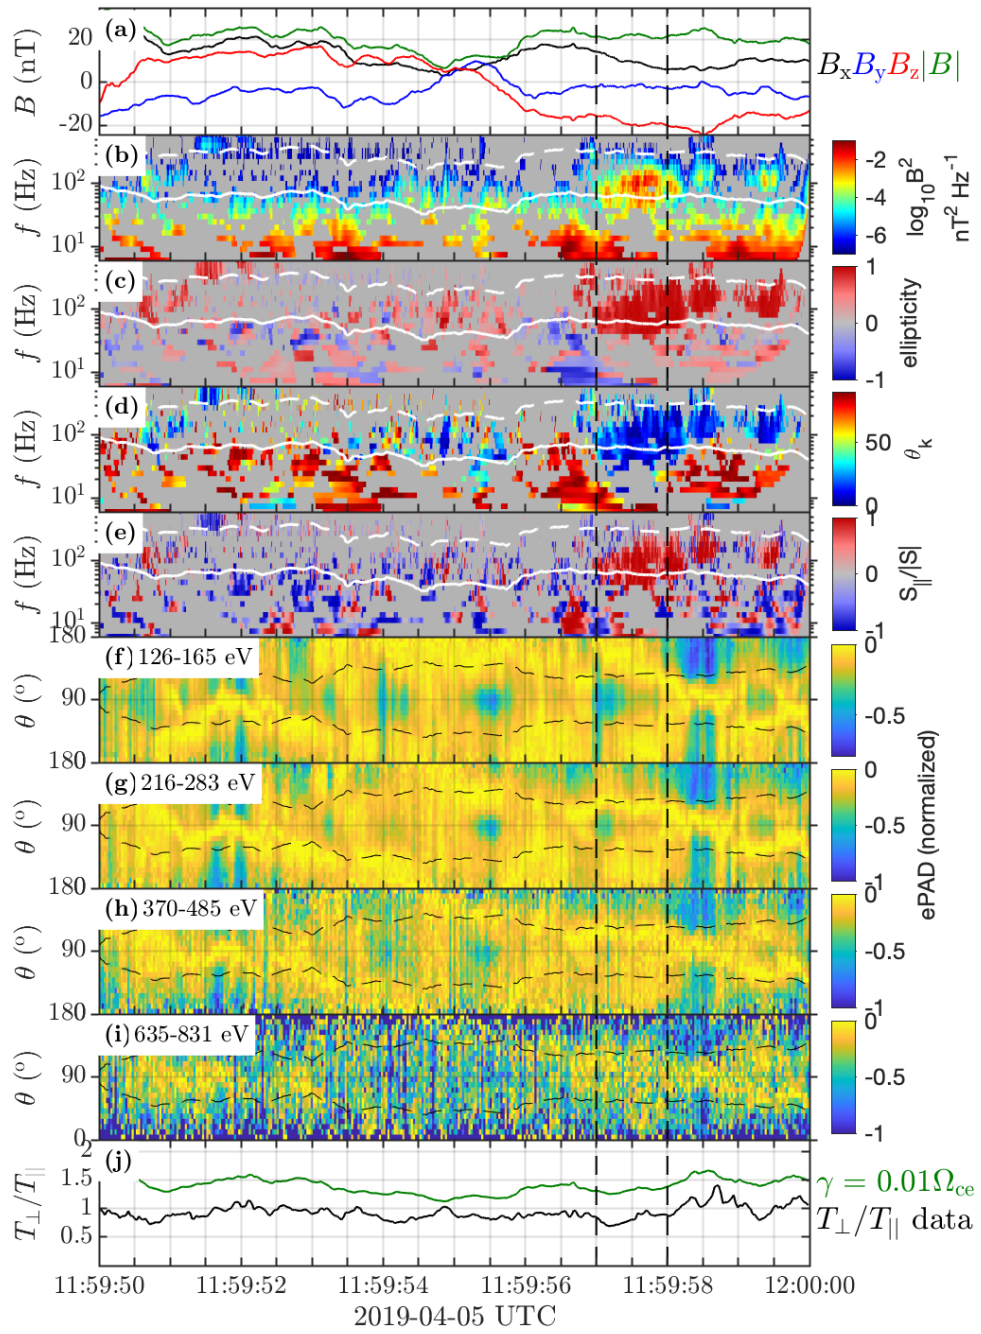 (a)
B (nT)
20
0
-20
BxByBz|B|
(b)
f (Hz)
10²
10¹
-2
-4
-6
log₁₀B²
nT² Hz⁻¹
(c)
f (Hz)
10²
10¹
1
0
-1
ellipticity
(d)
f (Hz)
10²
10¹
50
0
θk
(e)
f (Hz)
10²
10¹
1
0
-1
S||/|S|
180
(f) 126-165 eV
θ (°)
90
180
0
-0.5
(g) 216-283 eV
θ (°)
90
180
-1
0
-0.5
ePAD (normalized)
(h) 370-485 eV
θ (°)
90
180
-1
0
-0.5
(i) 635-831 eV
θ (°)
90
0
-1
0
-0.5
-1
(j)
T⊥/T||
2
1.5
1
0.5
γ = 0.01Ωce
T⊥/T|| data
11:59:50 11:59:52 11:59:54 11:59:56 11:59:58 12:00:00
2019-04-05 UTC